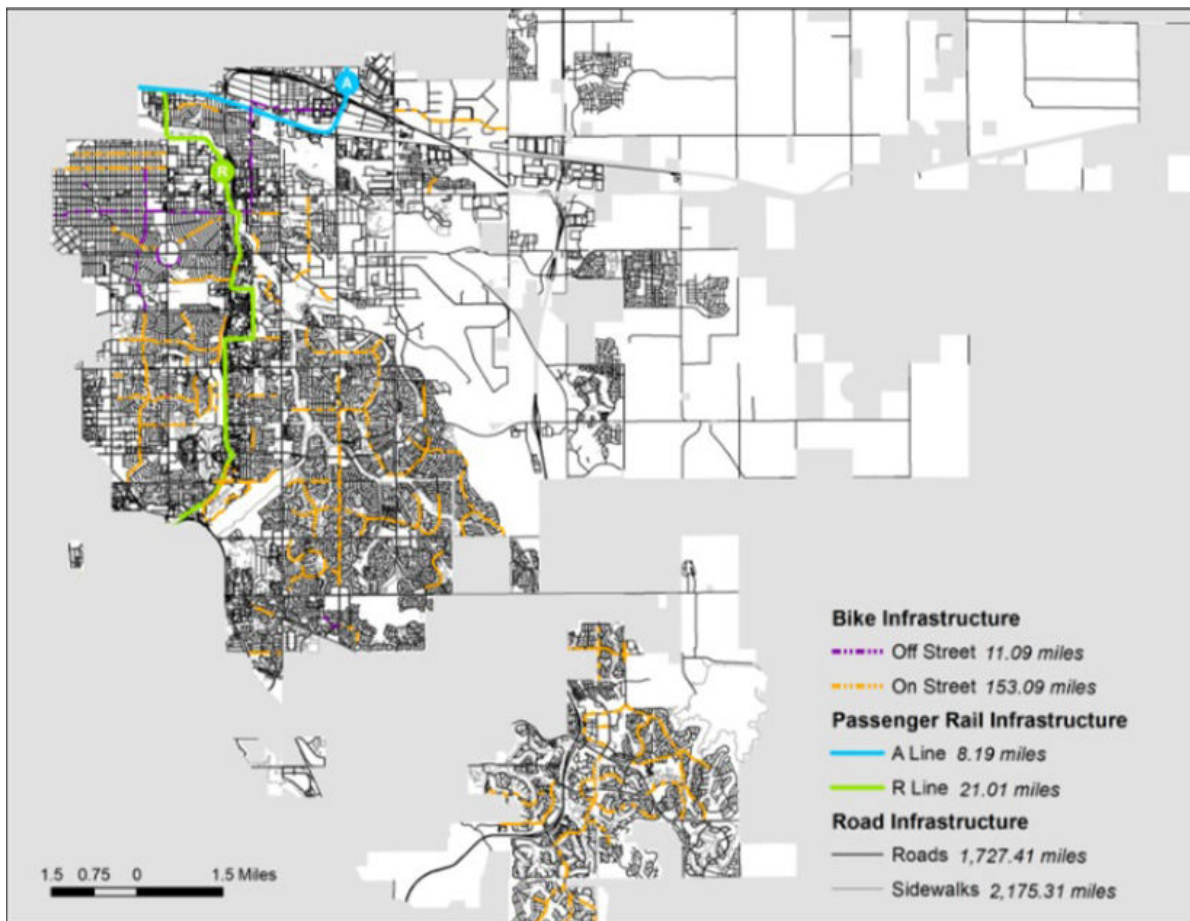 A
R
Bike Infrastructure
Off Street 11.09 miles
On Street 153.09 miles
Passenger Rail Infrastructure
A Line 8.19 miles
R Line 21.01 miles
Road Infrastructure
Roads 1,727.41 miles
Sidewalks 2,175.31 miles
1.5 0.75 0 1.5 Miles